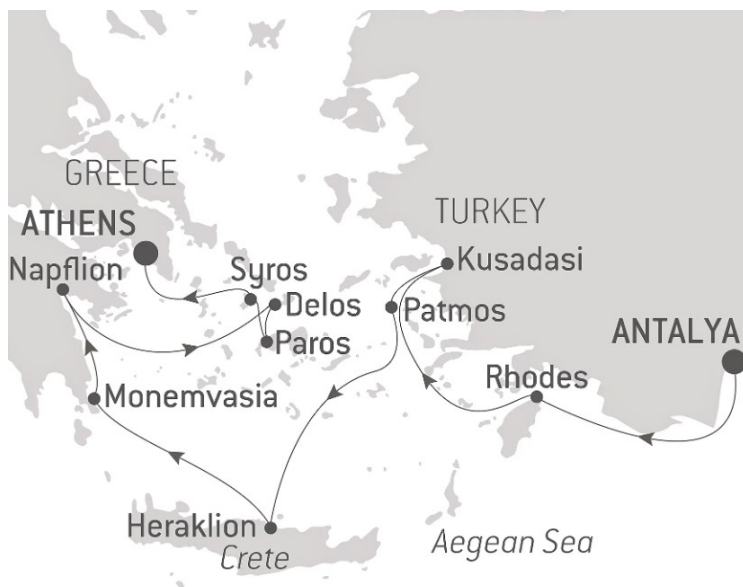 GREECE
ATHENS
TURKEY
Napflion
Syros
Kusadasi
Delos
Patmos
Paros
ANTALYA
Rhodes
Monemvasia
Heraklion
Crete
Aegean Sea